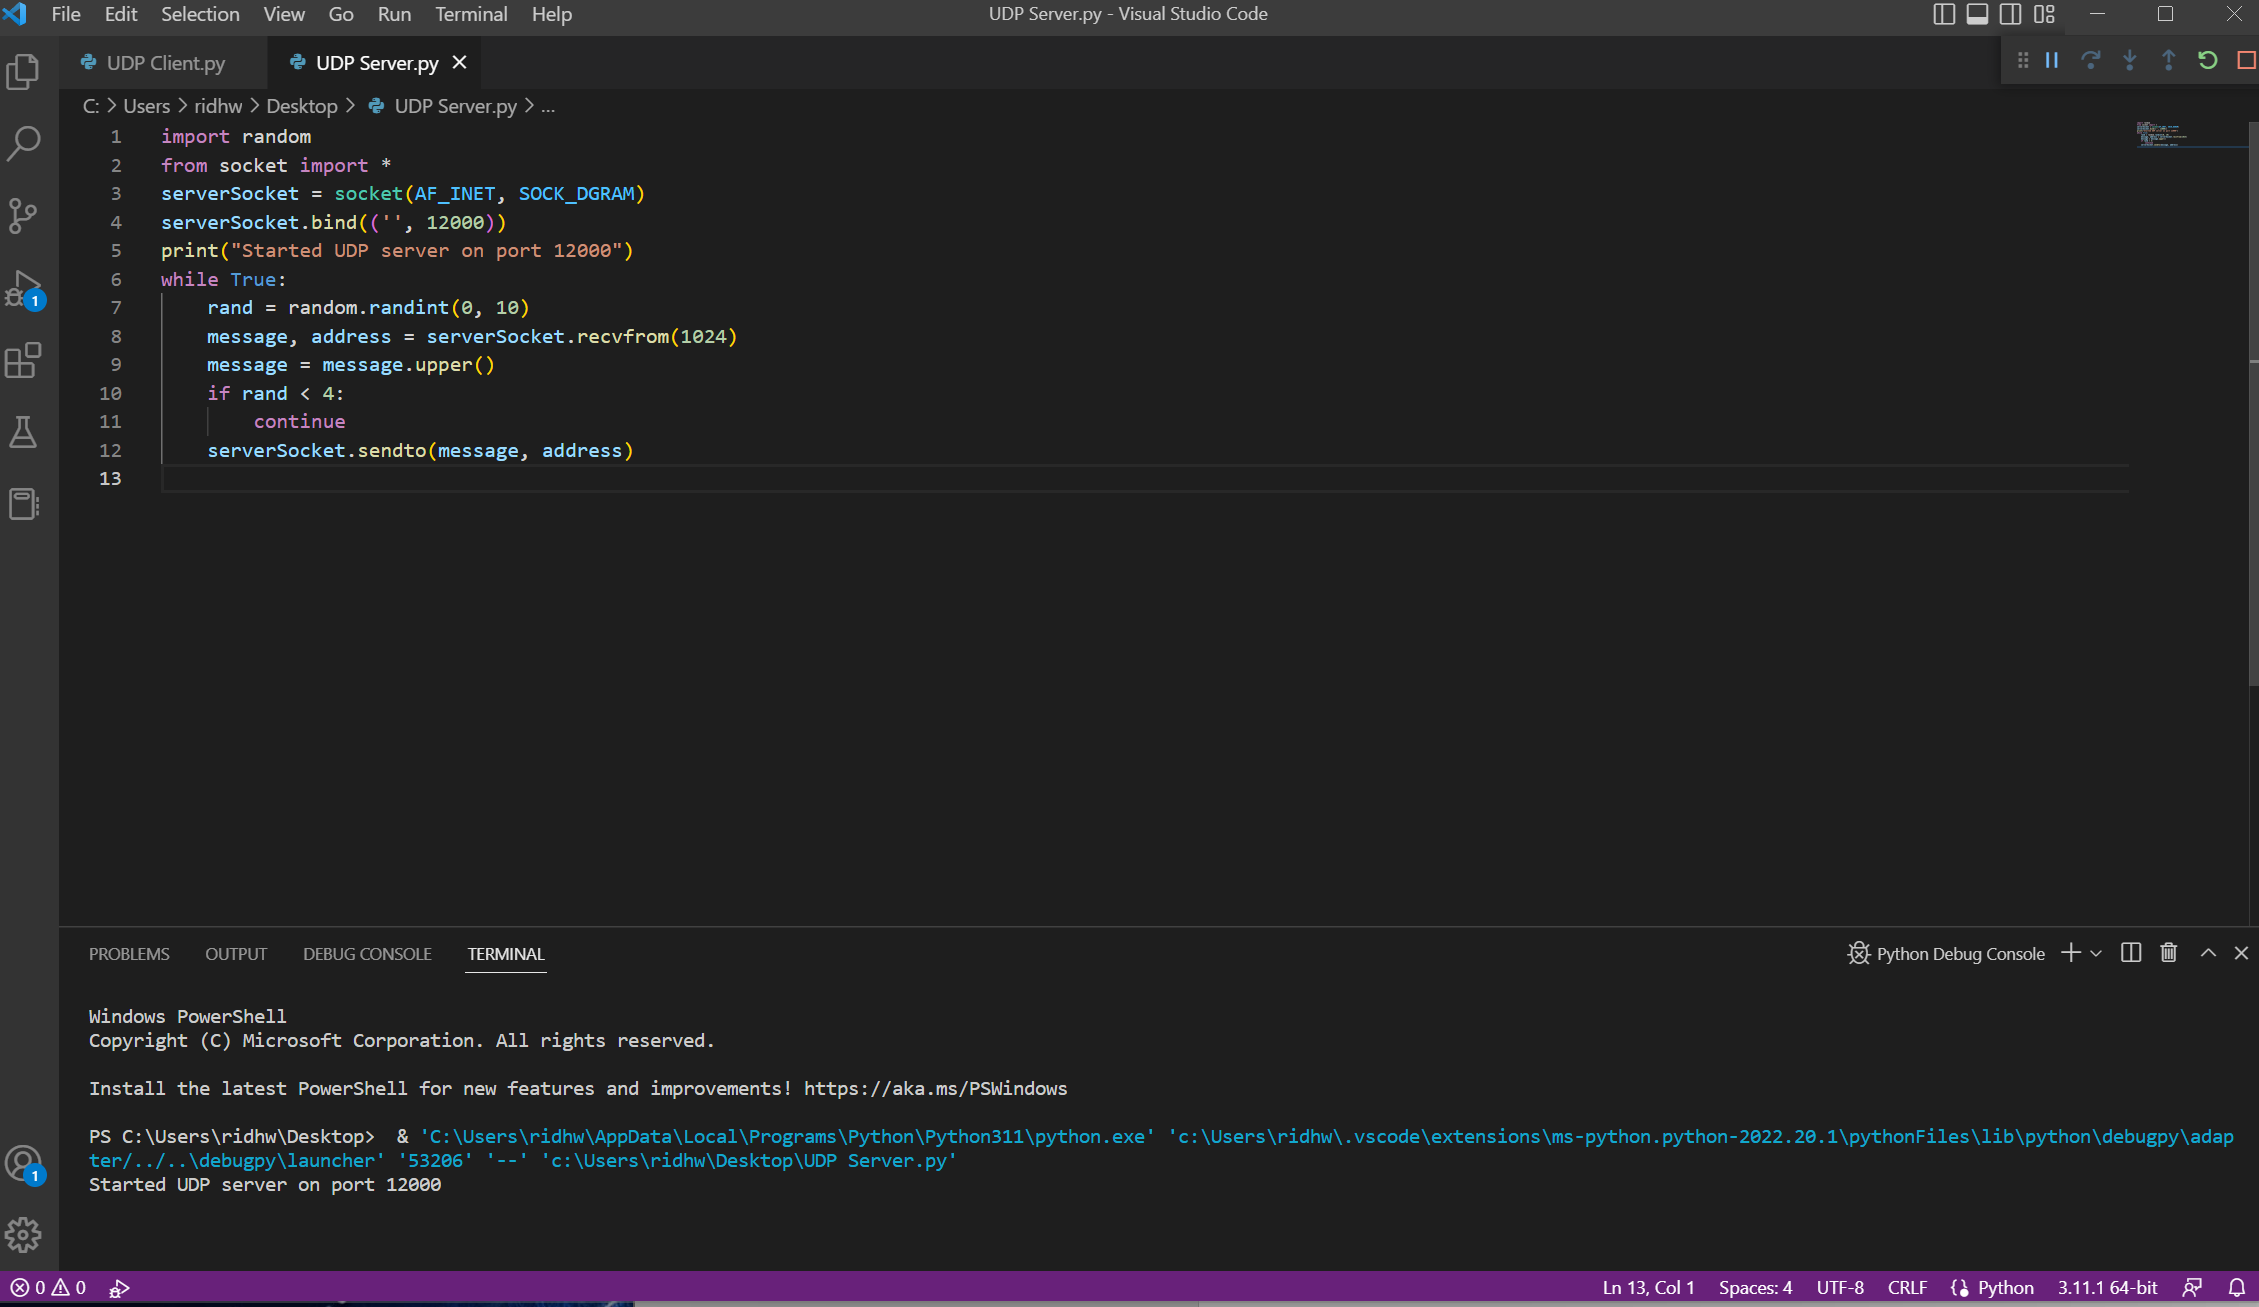 File Edit Selection View Go Run Terminal Help
UDP Server.py - Visual Studio Code
UDP Client.py
UDP Server.py
C: > Users > ridhw > Desktop > UDP Server.py > ...
1 import random
2 from socket import *
3 serverSocket = socket(AF_INET, SOCK_DGRAM)
4 serverSocket.bind(('', 12000))
5 print("Started UDP server on port 12000")
6 while True:
7     rand = random.randint(0, 10)
8     message, address = serverSocket.recvfrom(1024)
9     message = message.upper()
10     if rand < 4:
11         continue
12     serverSocket.sendto(message, address)
13
1
1
PROBLEMS OUTPUT DEBUG CONSOLE TERMINAL
Python Debug Console
Windows PowerShell
Copyright (C) Microsoft Corporation. All rights reserved.
Install the latest PowerShell for new features and improvements! https://aka.ms/PSWindows
PS C:\Users\ridhw\Desktop>  & 'C:\Users\ridhw\AppData\Local\Programs\Python\Python311\python.exe' 'c:\Users\ridhw\.vscode\extensions\ms-python.python-2022.20.1\pythonFiles\lib\python\debugpy\adap
ter/../..\debugpy\launcher' '53206' '--' 'c:\Users\ridhw\Desktop\UDP Server.py'
Started UDP server on port 12000
0 0
Ln 13, Col 1 Spaces: 4 UTF-8 CRLF Python 3.11.1 64-bit